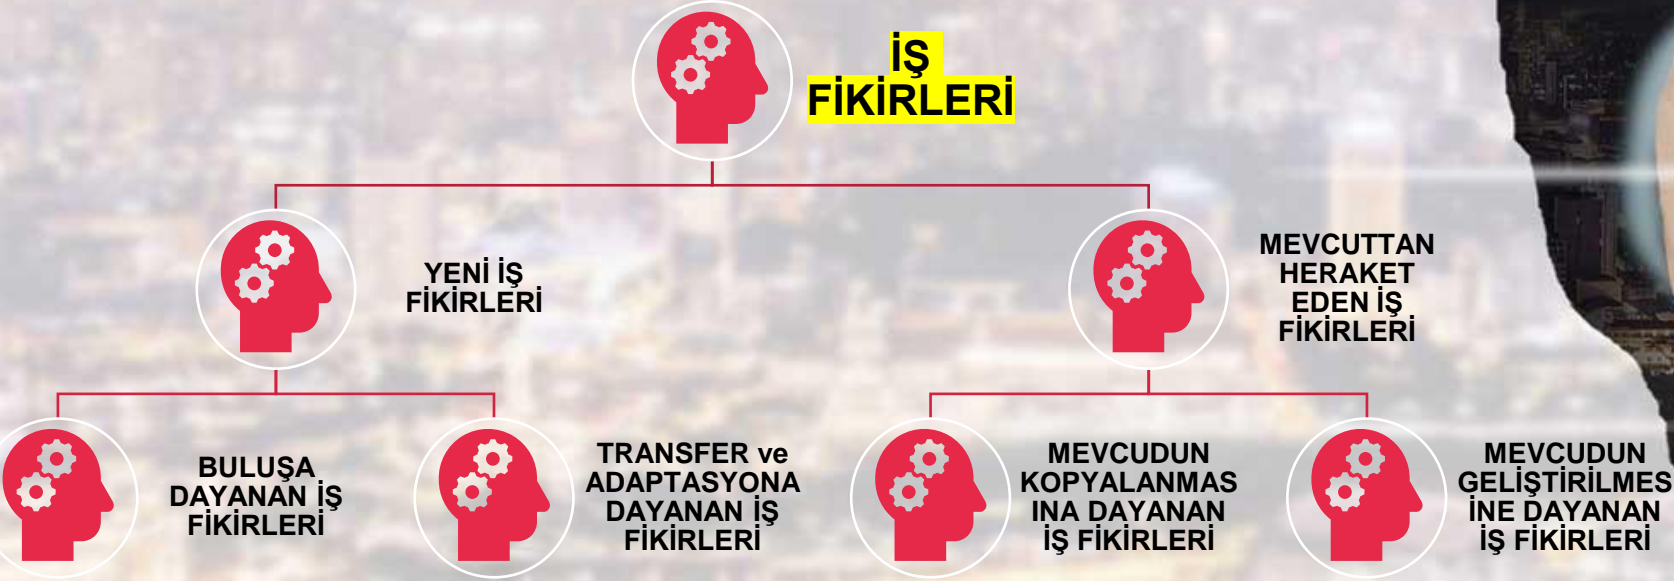 İŞ
FİKİRLERİ
YENİ İŞ
FİKİRLERİ
MEVCUTTAN
HERAKET
EDEN İŞ
FİKİRLERİ
BULUŞA
DAYANAN İŞ
FİKİRLERİ
TRANSFER ve
ADAPTASYONA
DAYANAN İŞ
FİKİRLERİ
MEVCUDUN
KOPYALANMAS
INA DAYANAN
İŞ FİKİRLERİ
MEVCUDUN
GELİŞTİRİLMES
İNE DAYANAN
İŞ FİKİRLERİ